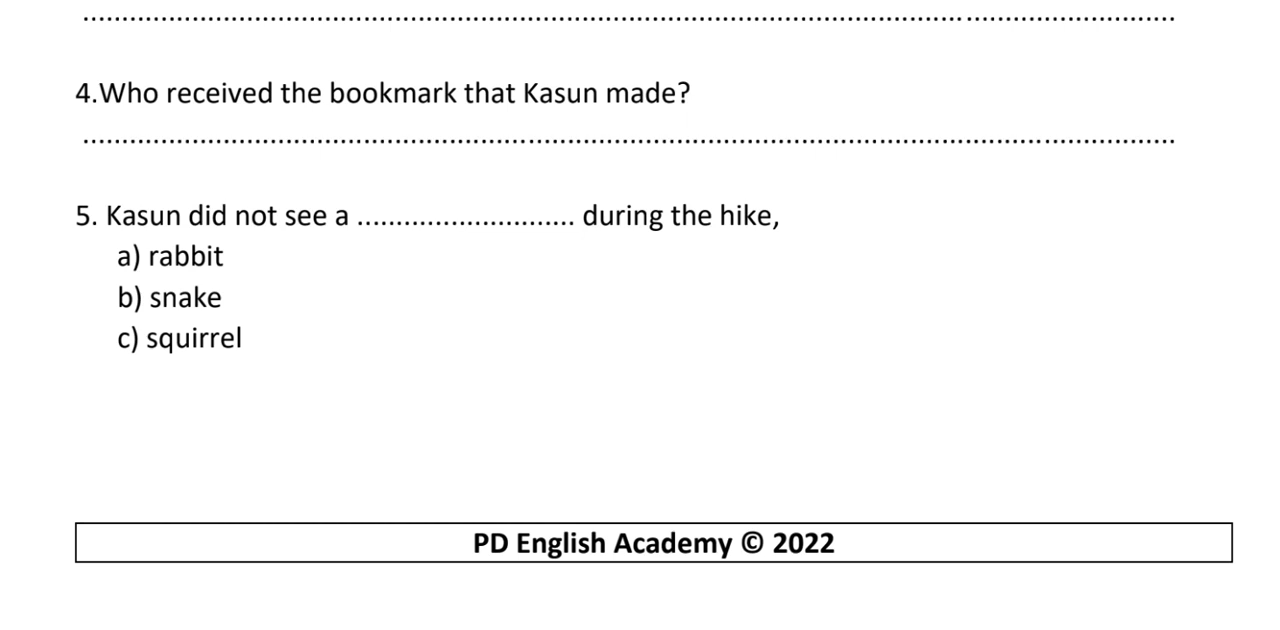 ........................................................................................................................................
4.Who received the bookmark that Kasun made?
........................................................................................................................................
5. Kasun did not see a ............................ during the hike,
a) rabbit
b) snake
c) squirrel
PD English Academy © 2022